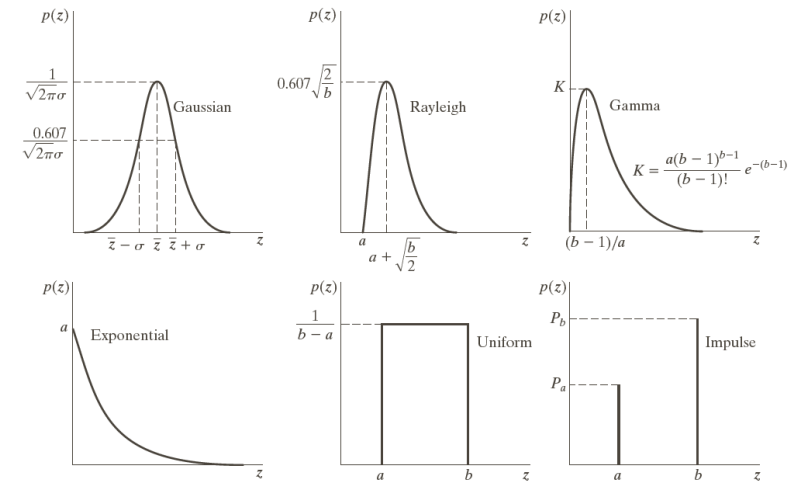 p(z)
1
√2πσ
0.607
√2πσ
Gaussian
z̄ − σ z̄ z̄ + σ
z
p(z)
0.607 √2/b
Rayleigh
a
a + √b/2
z
p(z)
K
Gamma
K = a(b − 1)^{b−1} / (b − 1)! e^{−(b−1)}
(b − 1)/a
z
p(z)
a
Exponential
z
p(z)
1
b − a
Uniform
a b z
p(z)
P_b
Impulse
P_a
a b z